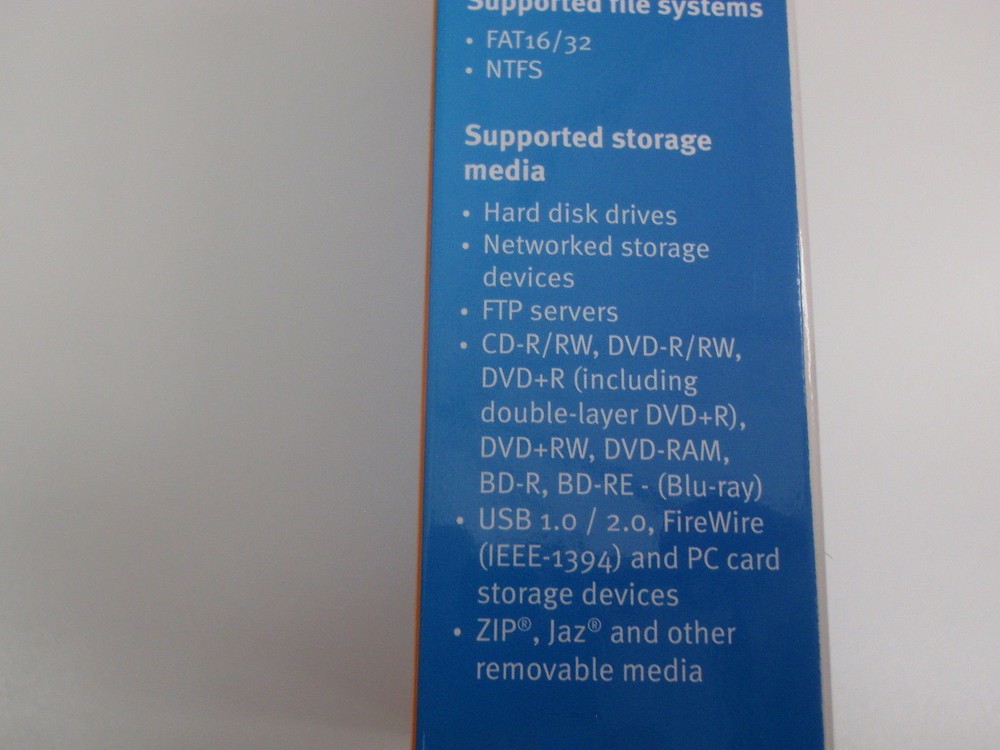 Supported file systems
• FAT16/32
• NTFS
Supported storage
media
• Hard disk drives
• Networked storage
devices
• FTP servers
• CD-R/RW, DVD-R/RW,
DVD+R (including
double-layer DVD+R),
DVD+RW, DVD-RAM,
BD-R, BD-RE - (Blu-ray)
• USB 1.0 / 2.0, FireWire
(IEEE-1394) and PC card
storage devices
• ZIP®, Jaz® and other
removable media